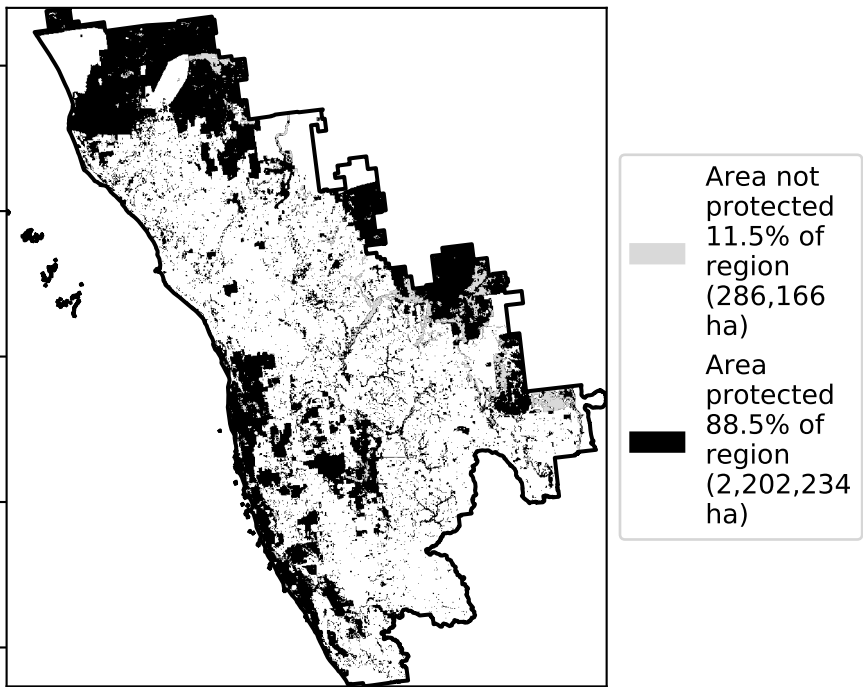 Area not
protected
11.5% of
region
(286,166
ha)
Area
protected
88.5% of
region
(2,202,234
ha)